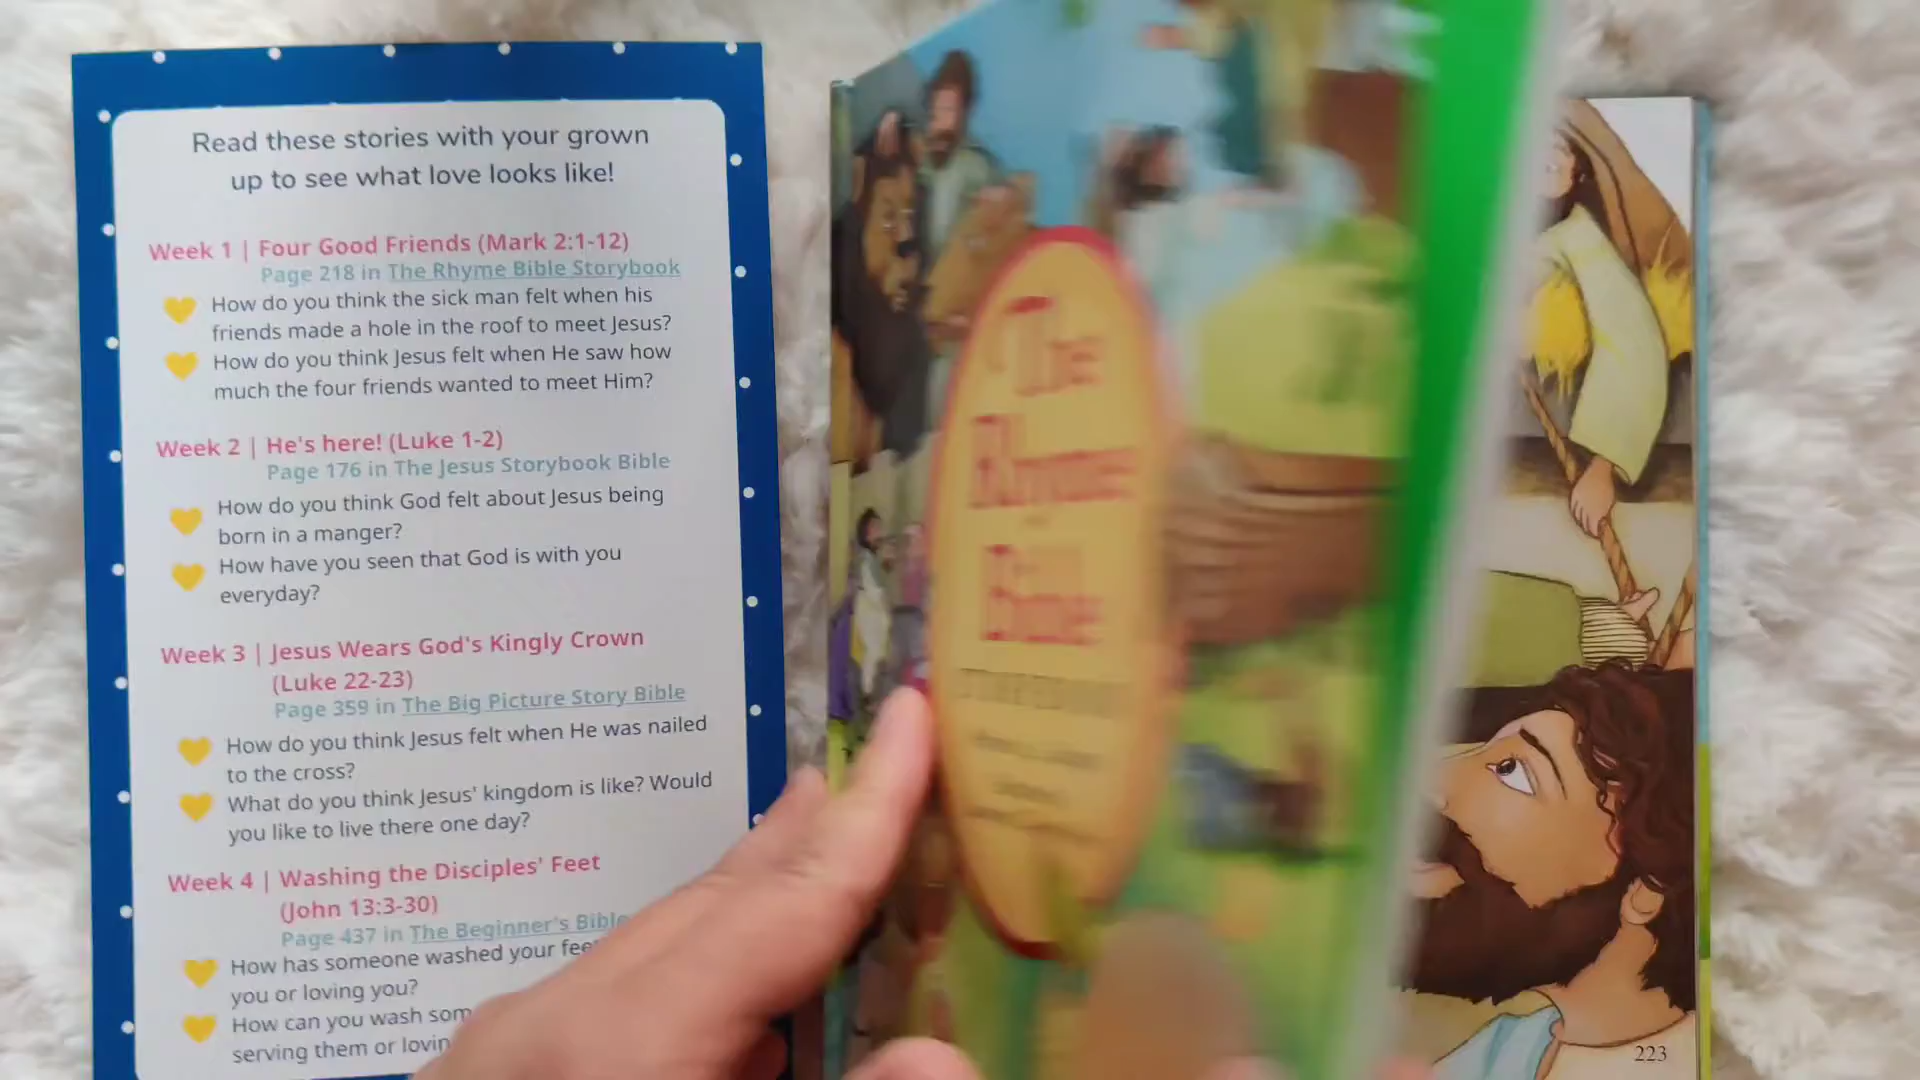 Read these stories with your grown
up to see what love looks like!
Week 1 | Four Good Friends (Mark 2:1-12)
Page 218 in The Rhyme Bible Storybook
How do you think the sick man felt when his
friends made a hole in the roof to meet Jesus?
How do you think Jesus felt when He saw how
much the four friends wanted to meet Him?
Week 2 | He's here! (Luke 1-2)
Page 176 in The Jesus Storybook Bible
How do you think God felt about Jesus being
born in a manger?
How have you seen that God is with you
everyday?
Week 3 | Jesus Wears God's Kingly Crown
(Luke 22-23)
Page 359 in The Big Picture Story Bible
How do you think Jesus felt when He was nailed
to the cross?
What do you think Jesus' kingdom is like? Would
you like to live there one day?
Week 4 | Washing the Disciples' Feet
(John 13:3-30)
Page 437 in The Beginner's Bible
How has someone washed your fee
you or loving you?
How can you wash som
serving them or lovin
The
Rhyme
Bible
223